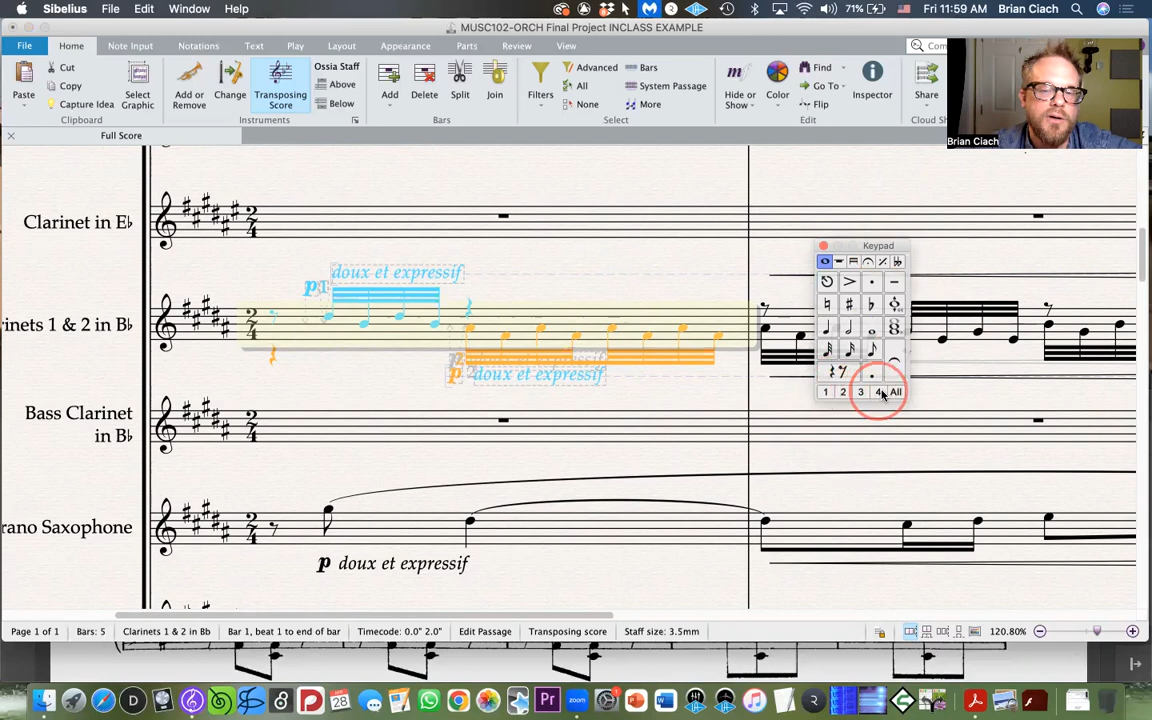 Sibelius File Edit Window Help
2 71% Fri 11:59 AM Brian Ciach
MUSC102-ORCH Final Project INCLASS EXAMPLE
File Home Note Input Notations Text Play Layout Appearance Parts Review View
Paste
Cut
Copy
Capture Idea
Select Graphic
Add or Remove
Change
Transposing Score
Ossia Staff
Above
Below
Add
Delete
Split
Join
Filters
Advanced
All
None
Bars
System Passage
More
Hide or Show
Color
Find
Go To
Flip
Inspector
Share
Clipboard Instruments Bars Select Edit Cloud Sh
Brian Ciach
Full Score
Clarinet in E♭
Keypad
p 1 doux et expressif
rinets 1 & 2 in B♭
p 2 doux et expressif
1 2 3 4 All
Bass Clarinet
in B♭
rano Saxophone
p doux et expressif
Page 1 of 1 Bars: 5 Clarinets 1 & 2 in Bb Bar 1, beat 1 to end of bar Timecode: 0.0" 2.0" Edit Passage Transposing score Staff size: 3.5mm 120.80%